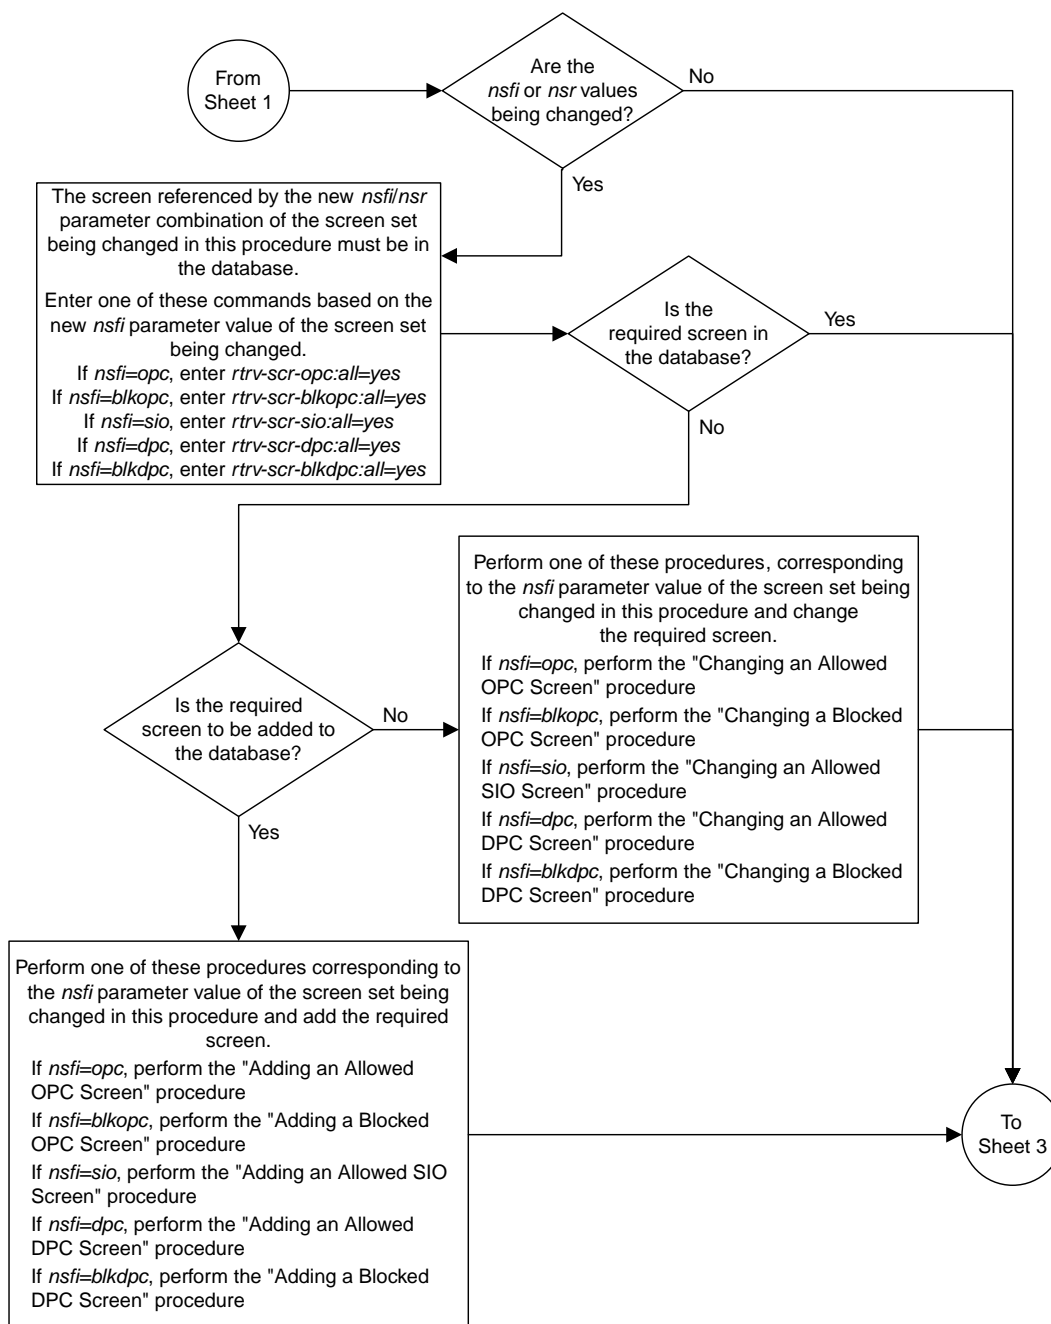 From
Sheet 1
Are the
nsfi or nsr values
being changed?
No
Yes
The screen referenced by the new nsfi/nsr
parameter combination of the screen set
being changed in this procedure must be in
the database.
Enter one of these commands based on the
new nsfi parameter value of the screen set
being changed.
If nsfi=opc, enter rtrv-scr-opc:all=yes
If nsfi=blkopc, enter rtrv-scr-blkopc:all=yes
If nsfi=sio, enter rtrv-scr-sio:all=yes
If nsfi=dpc, enter rtrv-scr-dpc:all=yes
If nsfi=blkdpc, enter rtrv-scr-blkdpc:all=yes
Is the
required screen in
the database?
Yes
No
Is the required
screen to be added to
the database?
No
Yes
Perform one of these procedures, corresponding
to the nsfi parameter value of the screen set being
changed in this procedure and change
the required screen.
If nsfi=opc, perform the "Changing an Allowed
OPC Screen" procedure
If nsfi=blkopc, perform the "Changing a Blocked
OPC Screen" procedure
If nsfi=sio, perform the "Changing an Allowed
SIO Screen" procedure
If nsfi=dpc, perform the "Changing an Allowed
DPC Screen" procedure
If nsfi=blkdpc, perform the "Changing a Blocked
DPC Screen" procedure
Perform one of these procedures corresponding to
the nsfi parameter value of the screen set being
changed in this procedure and add the required
screen.
If nsfi=opc, perform the "Adding an Allowed
OPC Screen" procedure
If nsfi=blkopc, perform the "Adding a Blocked
OPC Screen" procedure
If nsfi=sio, perform the "Adding an Allowed SIO
Screen" procedure
If nsfi=dpc, perform the "Adding an Allowed
DPC Screen" procedure
If nsfi=blkdpc, perform the "Adding a Blocked
DPC Screen" procedure
To
Sheet 3